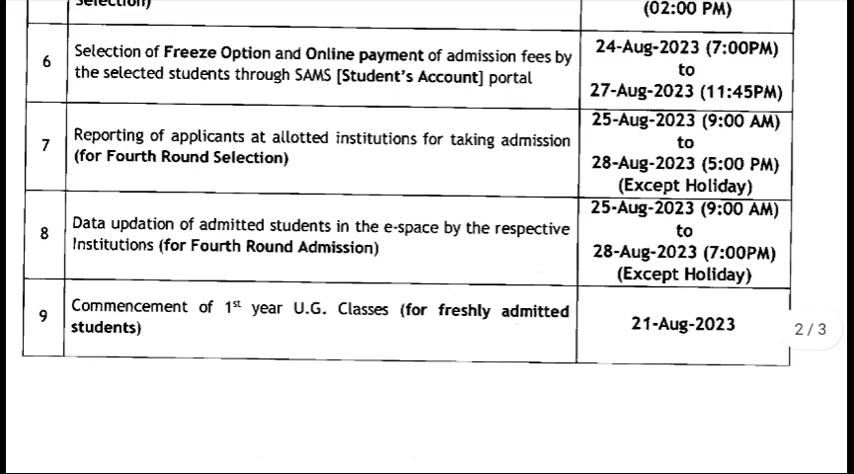 Selection)
(02:00 PM)
6
Selection of Freeze Option and Online payment of admission fees by
the selected students through SAMS [Student's Account] portal
24-Aug-2023 (7:00PM)
to
27-Aug-2023 (11:45PM)
7
Reporting of applicants at allotted institutions for taking admission
(for Fourth Round Selection)
25-Aug-2023 (9:00 AM)
to
28-Aug-2023 (5:00 PM)
(Except Holiday)
8
Data updation of admitted students in the e-space by the respective
Institutions (for Fourth Round Admission)
25-Aug-2023 (9:00 AM)
to
28-Aug-2023 (7:00PM)
(Except Holiday)
9
Commencement of 1st year U.G. Classes (for freshly admitted
students)
21-Aug-2023
2 / 3